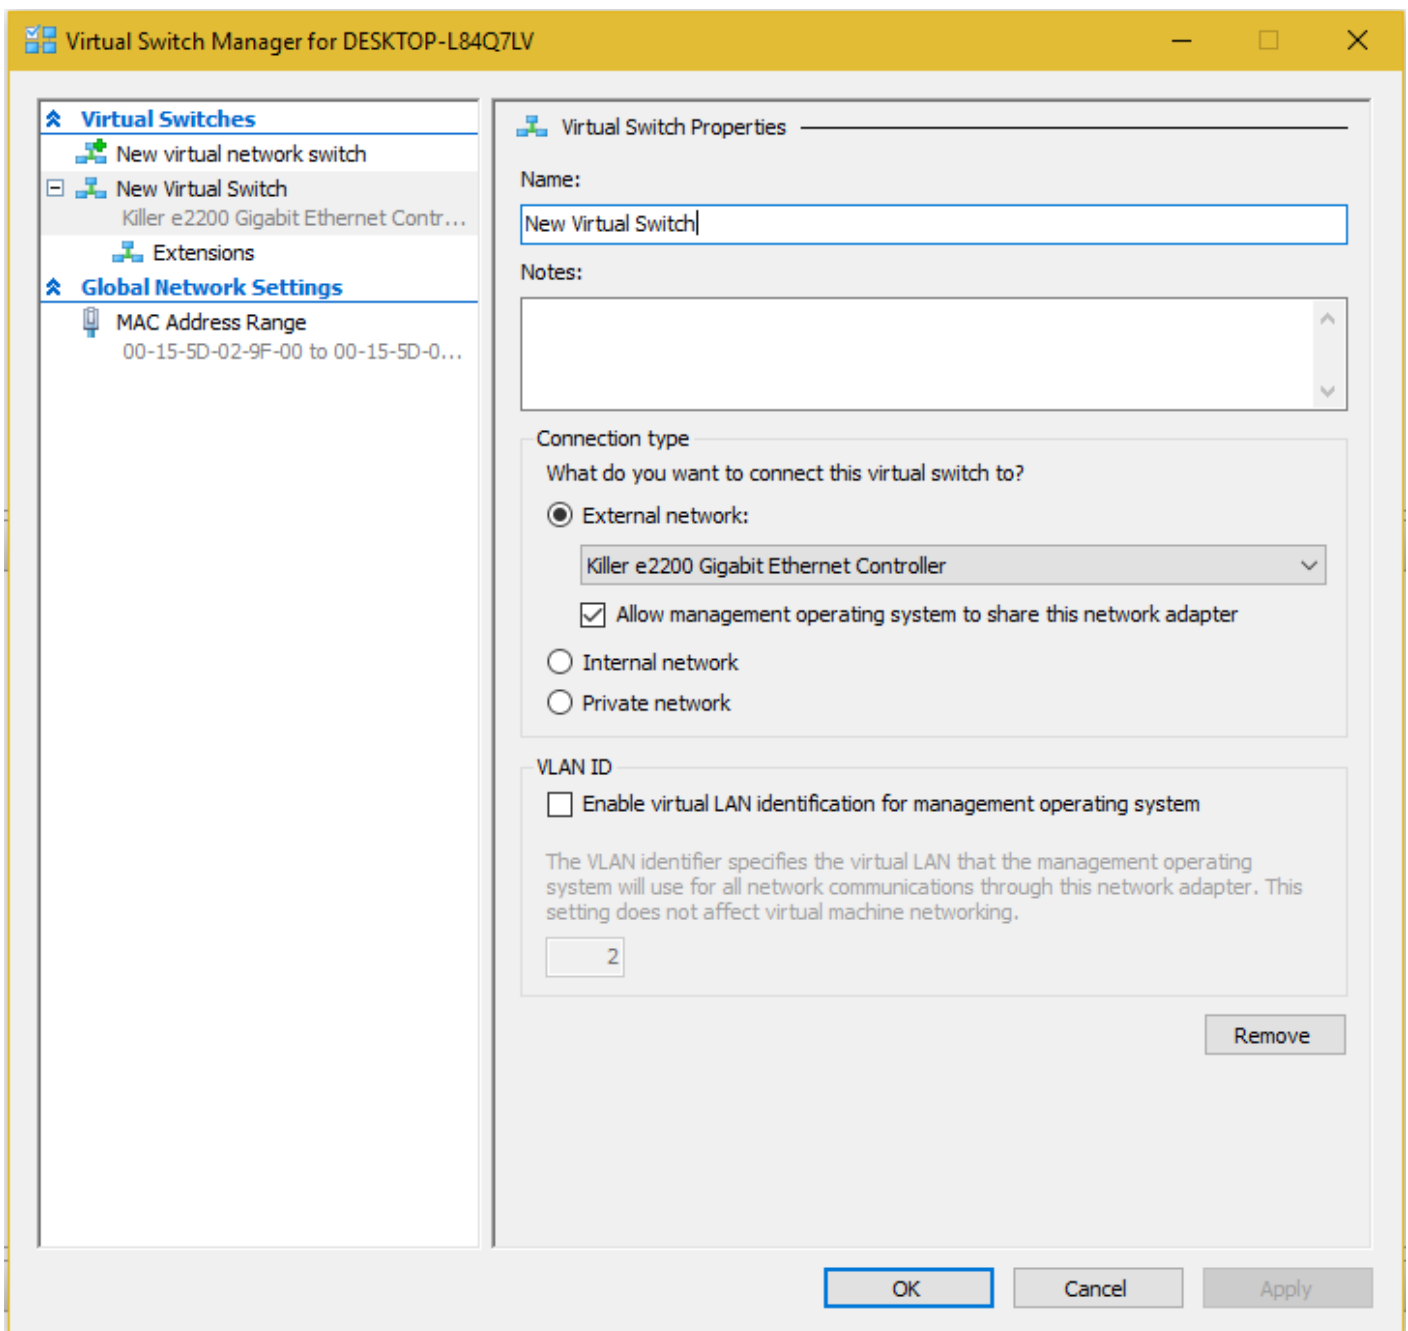 Virtual Switch Manager for DESKTOP-L84Q7LV
Virtual Switches
New virtual network switch
New Virtual Switch
Killer e2200 Gigabit Ethernet Contr...
Extensions
Global Network Settings
MAC Address Range
00-15-5D-02-9F-00 to 00-15-5D-0...
Virtual Switch Properties
Name:
New Virtual Switch
Notes:
Connection type
What do you want to connect this virtual switch to?
External network:
Killer e2200 Gigabit Ethernet Controller
Allow management operating system to share this network adapter
Internal network
Private network
VLAN ID
Enable virtual LAN identification for management operating system
The VLAN identifier specifies the virtual LAN that the management operating
system will use for all network communications through this network adapter. This
setting does not affect virtual machine networking.
2
Remove
OK
Cancel
Apply